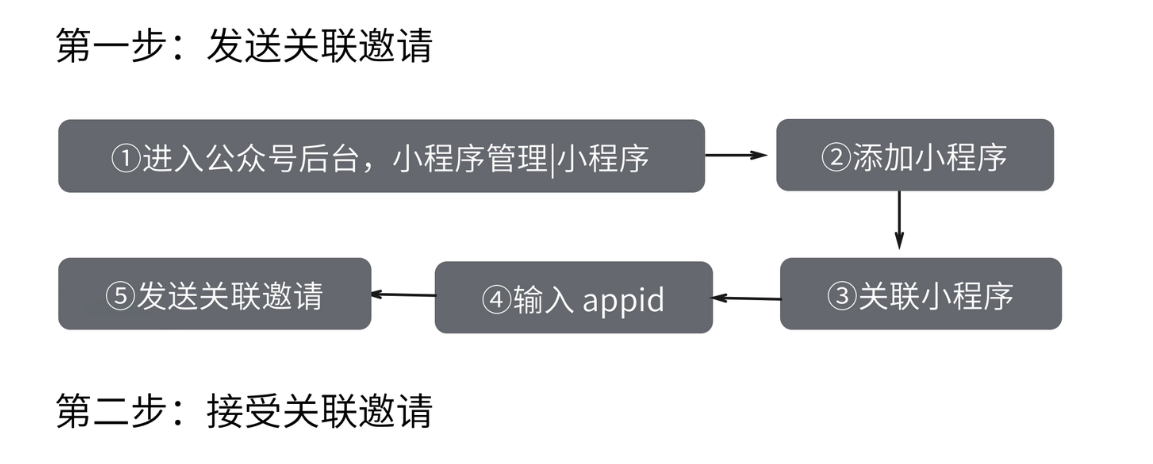 第一步：发送关联邀请
①进入公众号后台，小程序管理|小程序
②添加小程序
③关联小程序
④输入 appid
⑤发送关联邀请
第二步：接受关联邀请